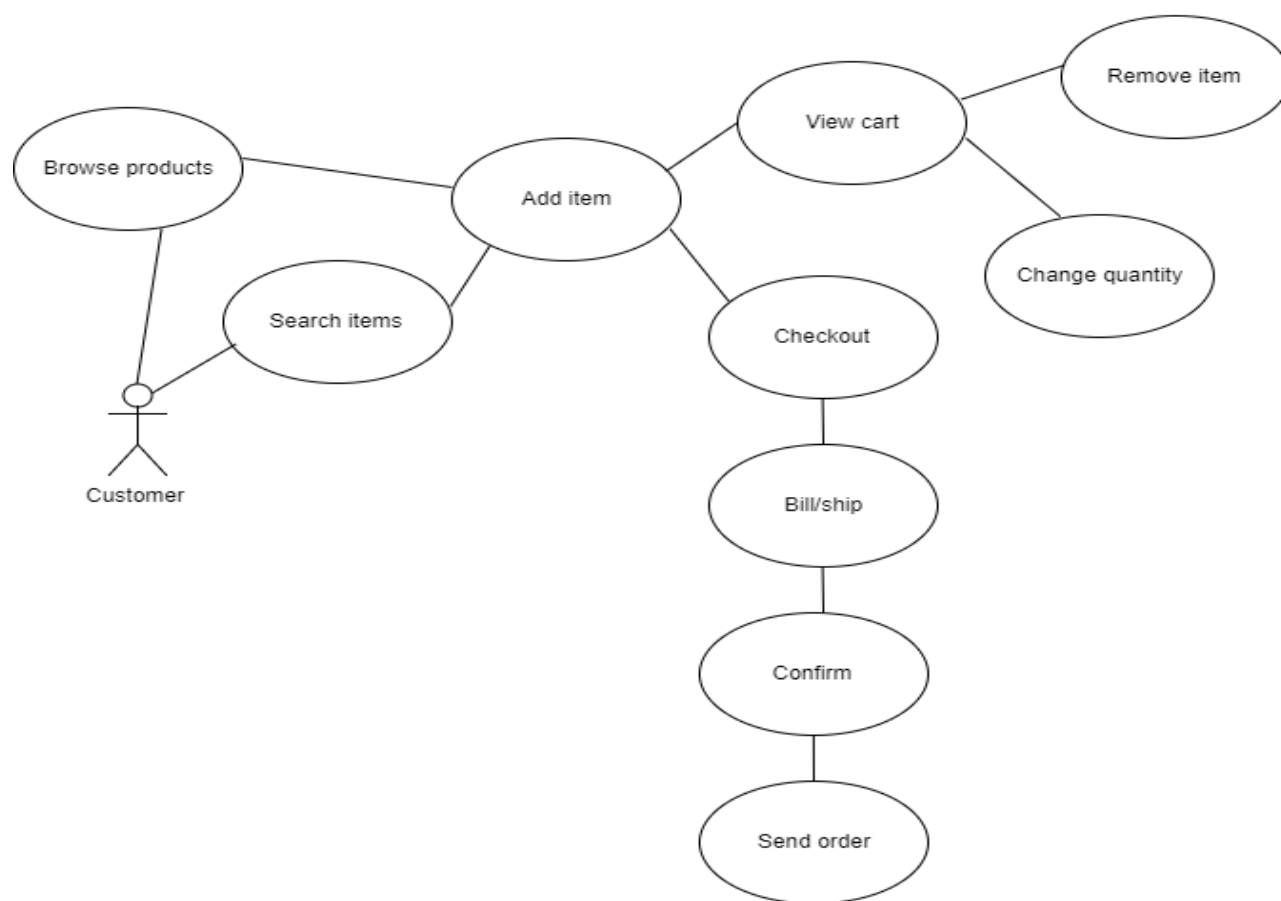 Remove item
View cart
Browse products
Add item
Change quantity
Search items
Checkout
Customer
Bill/ship
Confirm
Send order